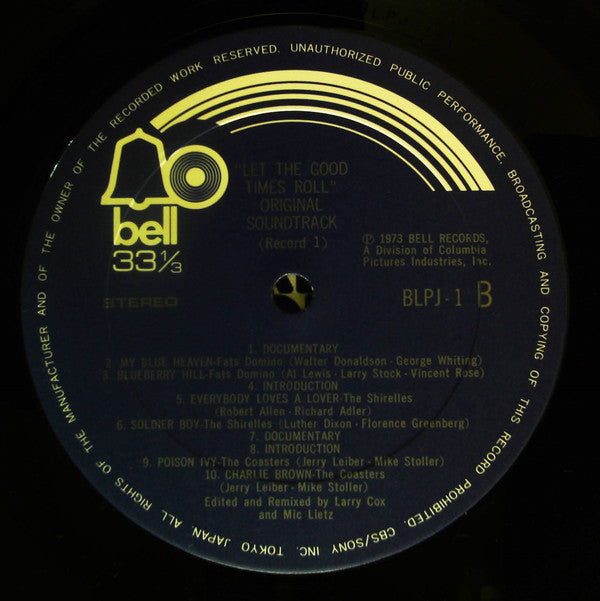 ALL RIGHTS OF THE MANUFACTURER AND OF THE OWNER OF THE RECORDED WORK RESERVED. UNAUTHORIZED PUBLIC PERFORMANCE, BROADCASTING AND COPYING OF THIS RECORD PROHIBITED. CBS/SONY INC. TOKYO JAPAN.
bell
33 1/3
STEREO
"LET THE GOOD
TIMES ROLL"
ORIGINAL
SOUNDTRACK
(Record 1)
℗ 1973 BELL RECORDS,
A Division of Columbia
Pictures Industries, Inc.
BLPJ-1 B
1. DOCUMENTARY
2. MY BLUE HEAVEN-Fats Domino (Walter Donaldson-George Whiting)
3. BLUEBERRY HILL-Fats Domino (Al Lewis-Larry Stock-Vincent Rose)
4. INTRODUCTION
5. EVERYBODY LOVES A LOVER-The Shirelles
(Robert Allen-Richard Adler)
6. SOLDIER BOY-The Shirelles (Luther Dixon-Florence Greenberg)
7. DOCUMENTARY
8. INTRODUCTION
9. POISON IVY-The Coasters (Jerry Leiber-Mike Stoller)
10. CHARLIE BROWN-The Coasters
(Jerry Leiber-Mike Stoller)
Edited and Remixed by Larry Cox
and Mic Lietz